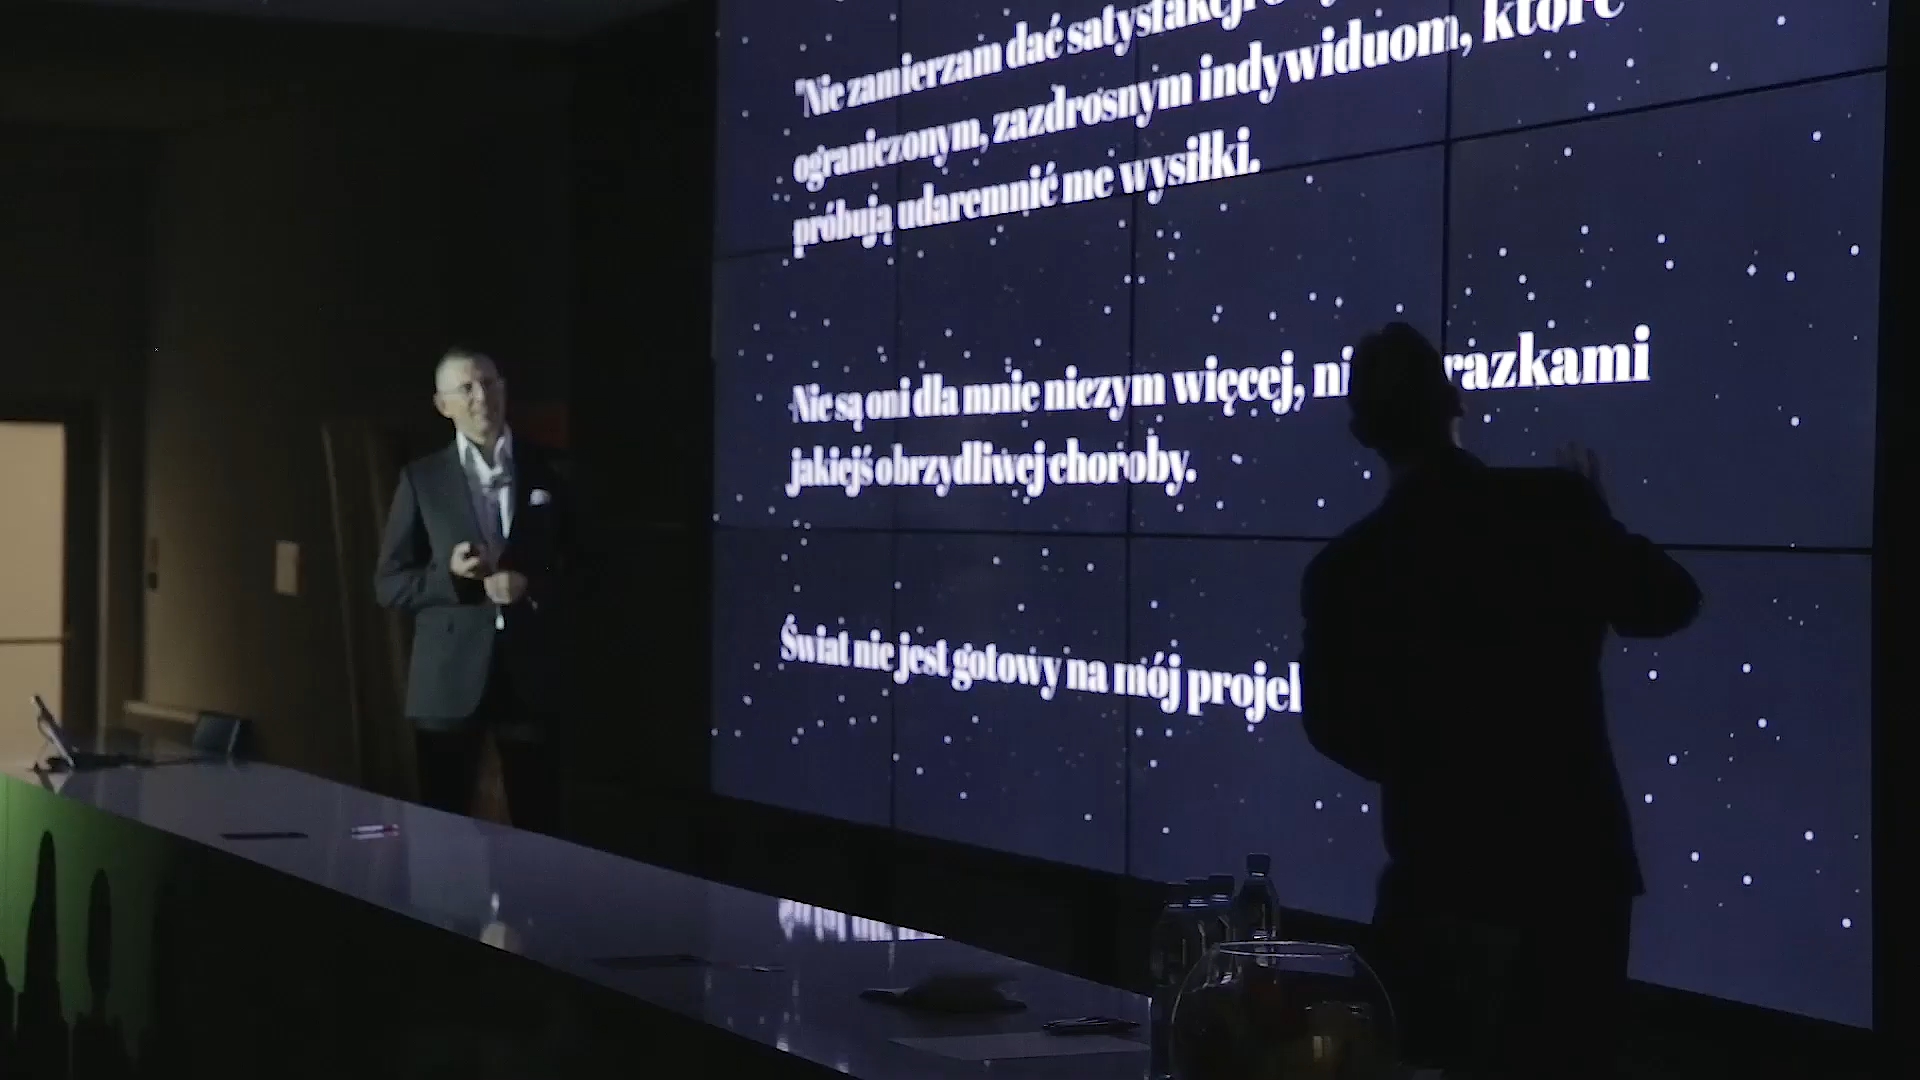 "Nie zamierzam dać satysfakcji
ograniczonym, zazdrosnym indywiduom, które
próbują udaremnić me wysiłki.
Nie są oni dla mnie niczym więcej,
jakiejś obrzydliwej choroby.
Świat nie jest gotowy na mój